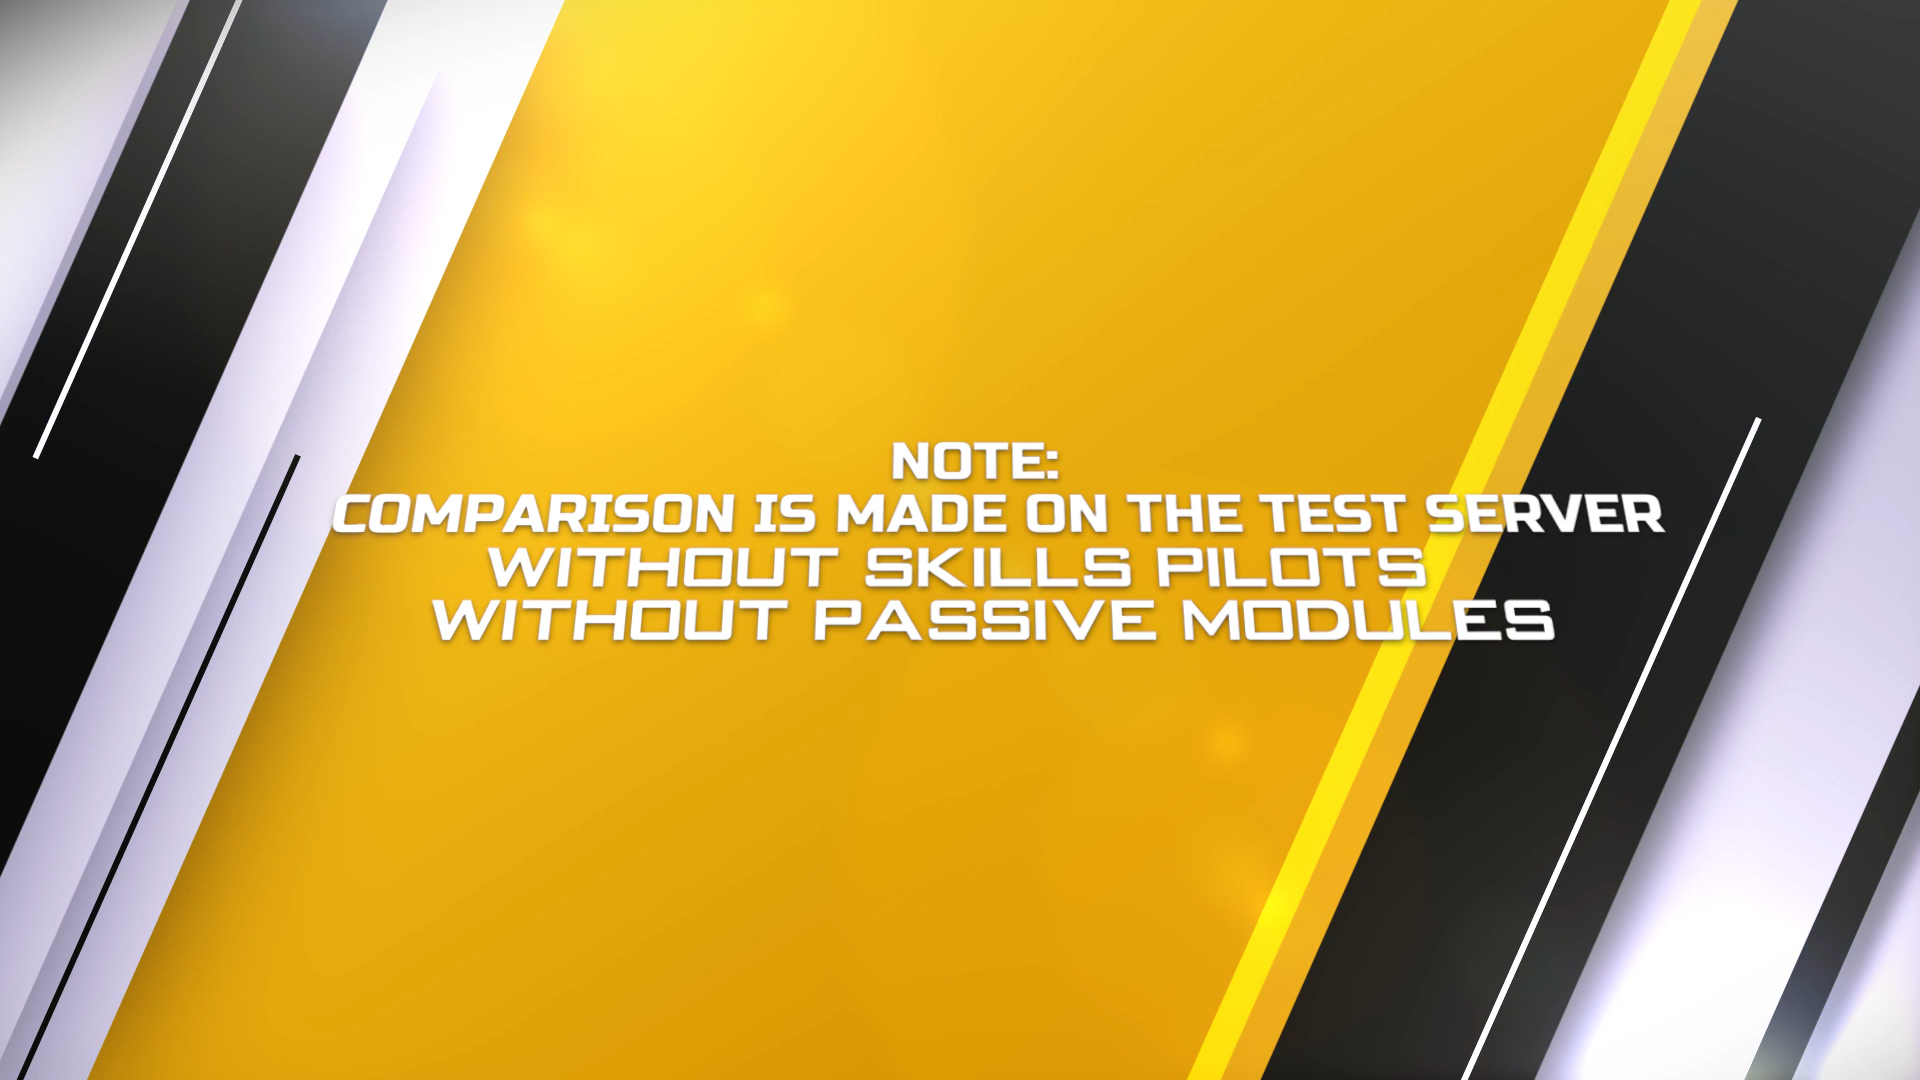 NOTE:
COMPARISON IS MADE ON THE TEST SERVER
WITHOUT SKILLS PILOTS
WITHOUT PASSIVE MODULES